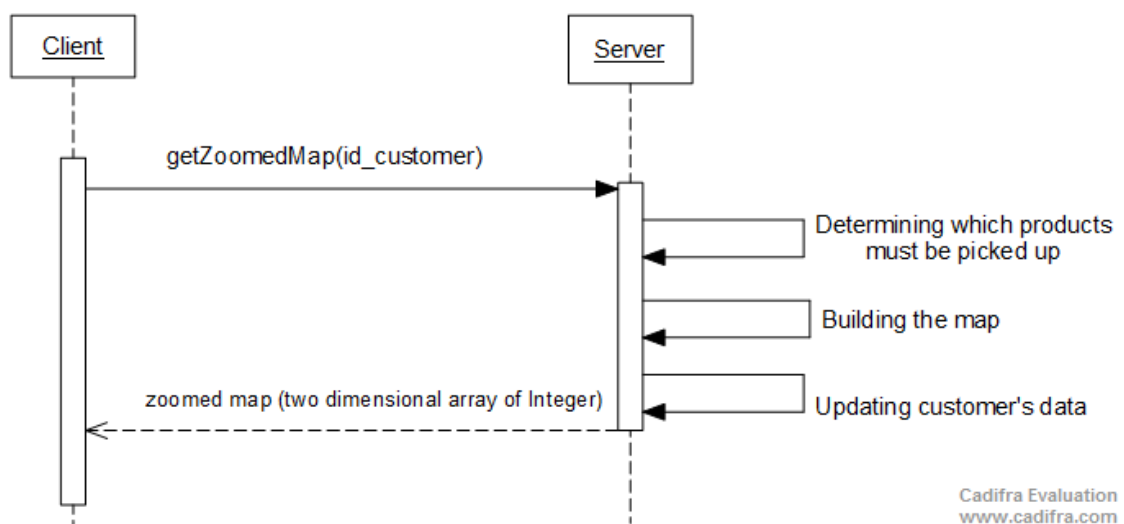 Client
Server
getZoomedMap(id_customer)
Determining which products
must be picked up
Building the map
zoomed map (two dimensional array of Integer)
Updating customer's data
Cadifra Evaluation
www.cadifra.com